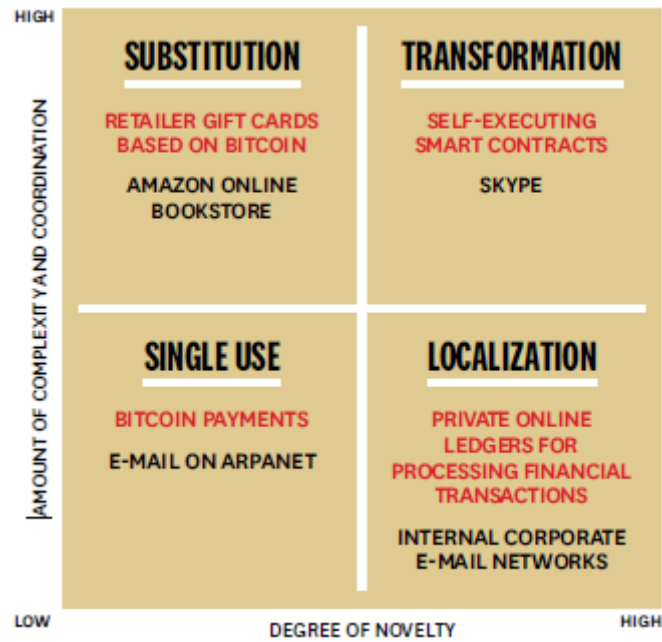 HIGH
AMOUNT OF COMPLEXITY AND COORDINATION
SUBSTITUTION
RETAILER GIFT CARDS
BASED ON BITCOIN
AMAZON ONLINE
BOOKSTORE
TRANSFORMATION
SELF-EXECUTING
SMART CONTRACTS
SKYPE
SINGLE USE
BITCOIN PAYMENTS
E-MAIL ON ARPANET
LOCALIZATION
PRIVATE ONLINE
LEDGERS FOR
PROCESSING FINANCIAL
TRANSACTIONS
INTERNAL CORPORATE
E-MAIL NETWORKS
LOW
DEGREE OF NOVELTY
HIGH